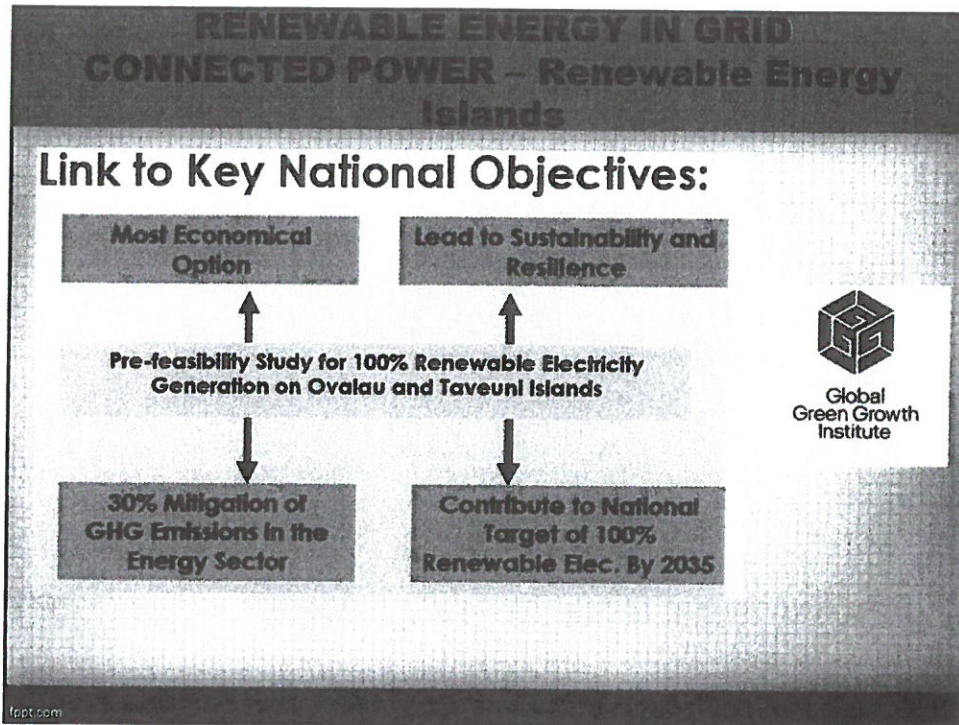 RENEWABLE ENERGY IN GRID
CONNECTED POWER – Renewable Energy
Islands
Link to Key National Objectives:
Most Economical
Option
Lead to Sustainability and
Resilience
Pre-feasibility Study for 100% Renewable Electricity
Generation on Ovalau and Taveuni Islands
30% Mitigation of
GHG Emissions in the
Energy Sector
Contribute to National
Target of 100%
Renewable Elec. By 2035
GGGI
Global
Green Growth
Institute
fppt.com